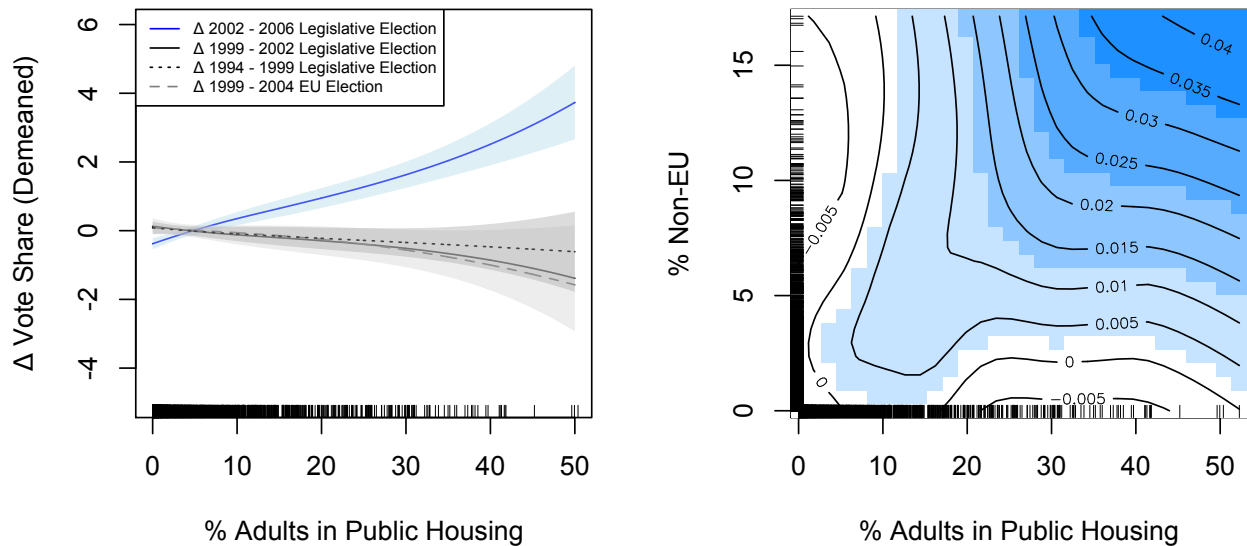 Δ 2002 - 2006 Legislative Election
Δ 1999 - 2002 Legislative Election
Δ 1994 - 1999 Legislative Election
Δ 1999 - 2004 EU Election
Δ Vote Share (Demeaned)
6
4
2
0
-2
-4
0 10 20 30 40 50
% Adults in Public Housing
% Non-EU
15
10
5
0
0.04
0.035
0.03
0.025
0.02
0.015
0.01
0.005
0
-0.005
-0.005
0
0 10 20 30 40 50
% Adults in Public Housing